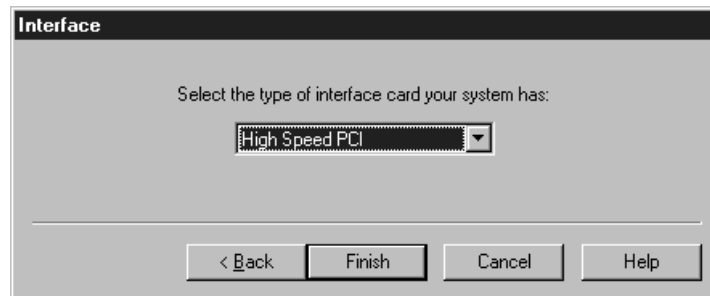 Interface
Select the type of interface card your system has:
High Speed PCI
< Back Finish Cancel Help